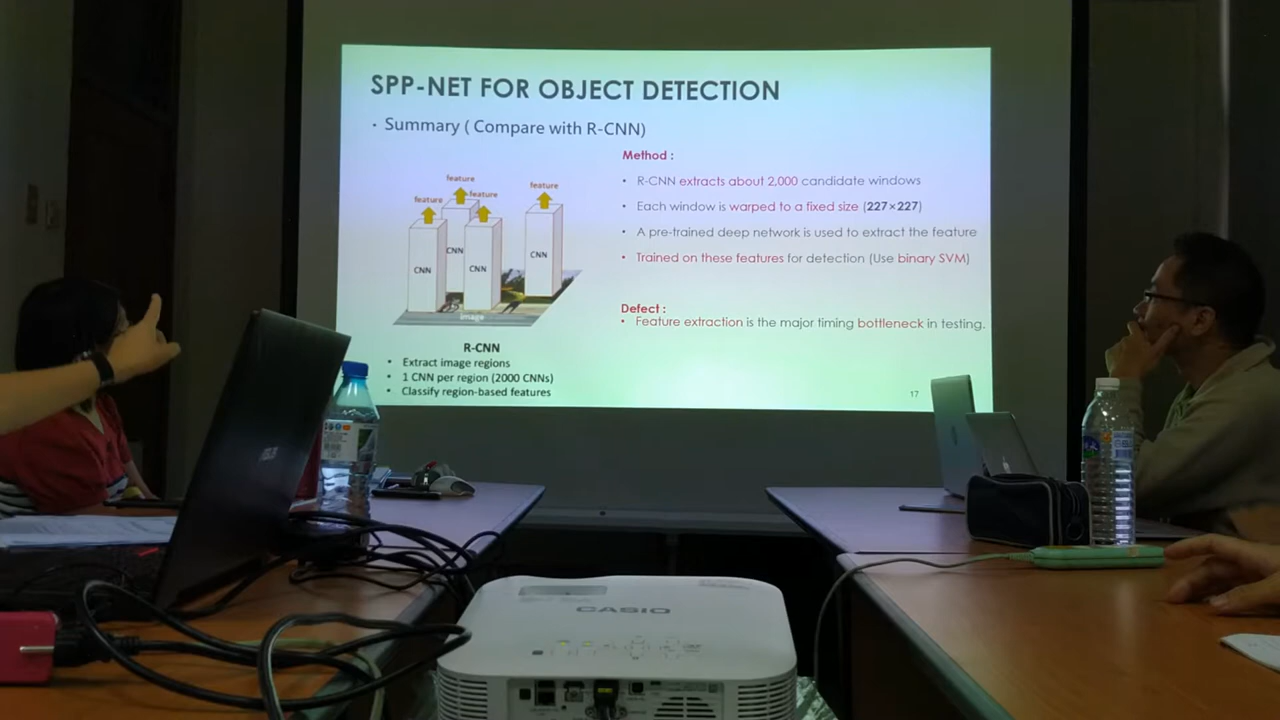 SPP-NET FOR OBJECT DETECTION
• Summary ( Compare with R-CNN)
Method :
• R-CNN extracts about 2,000 candidate windows
• Each window is warped to a fixed size (227×227)
• A pre-trained deep network is used to extract the feature
• Trained on these features for detection (Use binary SVM)
Defect :
• Feature extraction is the major timing bottleneck in testing.
feature
feature
feature
feature
CNN
CNN
CNN
CNN
image
R-CNN
• Extract image regions
• 1 CNN per region (2000 CNNs)
• Classify region-based features
17
CASIO